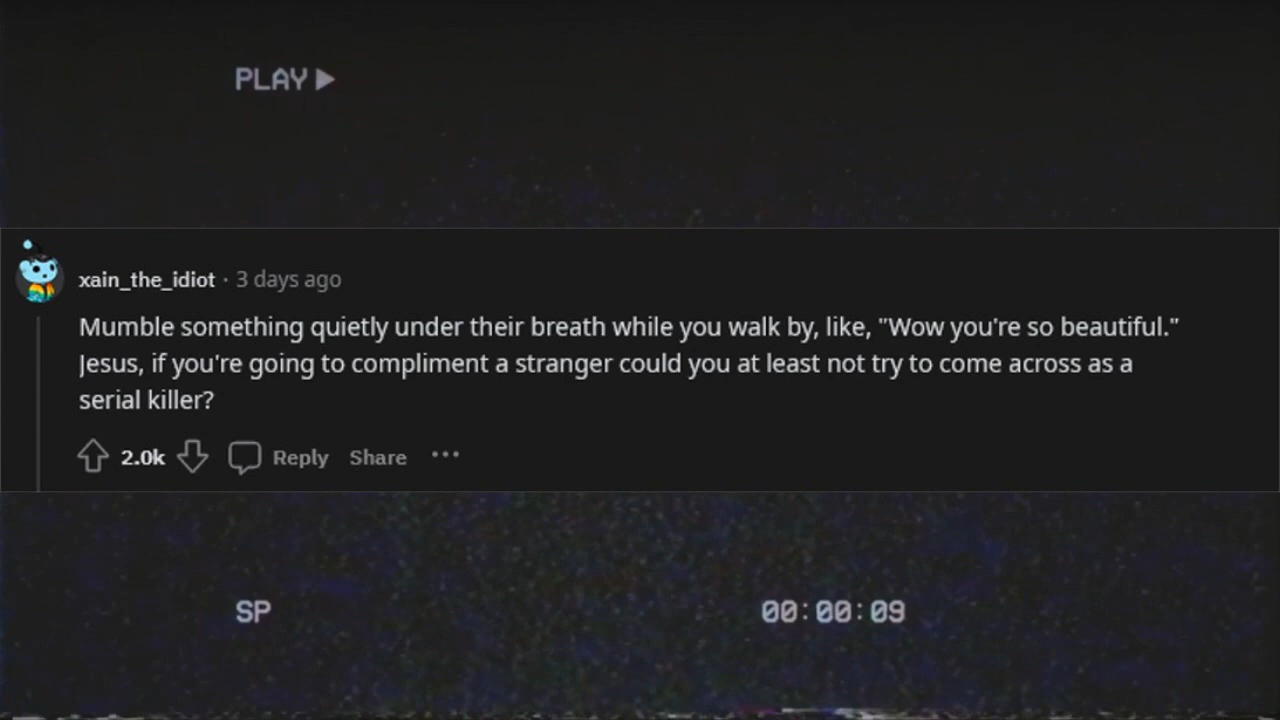 PLAY
xain_the_idiot · 3 days ago
Mumble something quietly under their breath while you walk by, like, "Wow you're so beautiful."
Jesus, if you're going to compliment a stranger could you at least not try to come across as a
serial killer?
2.0k Reply Share ...
SP 00:00:09